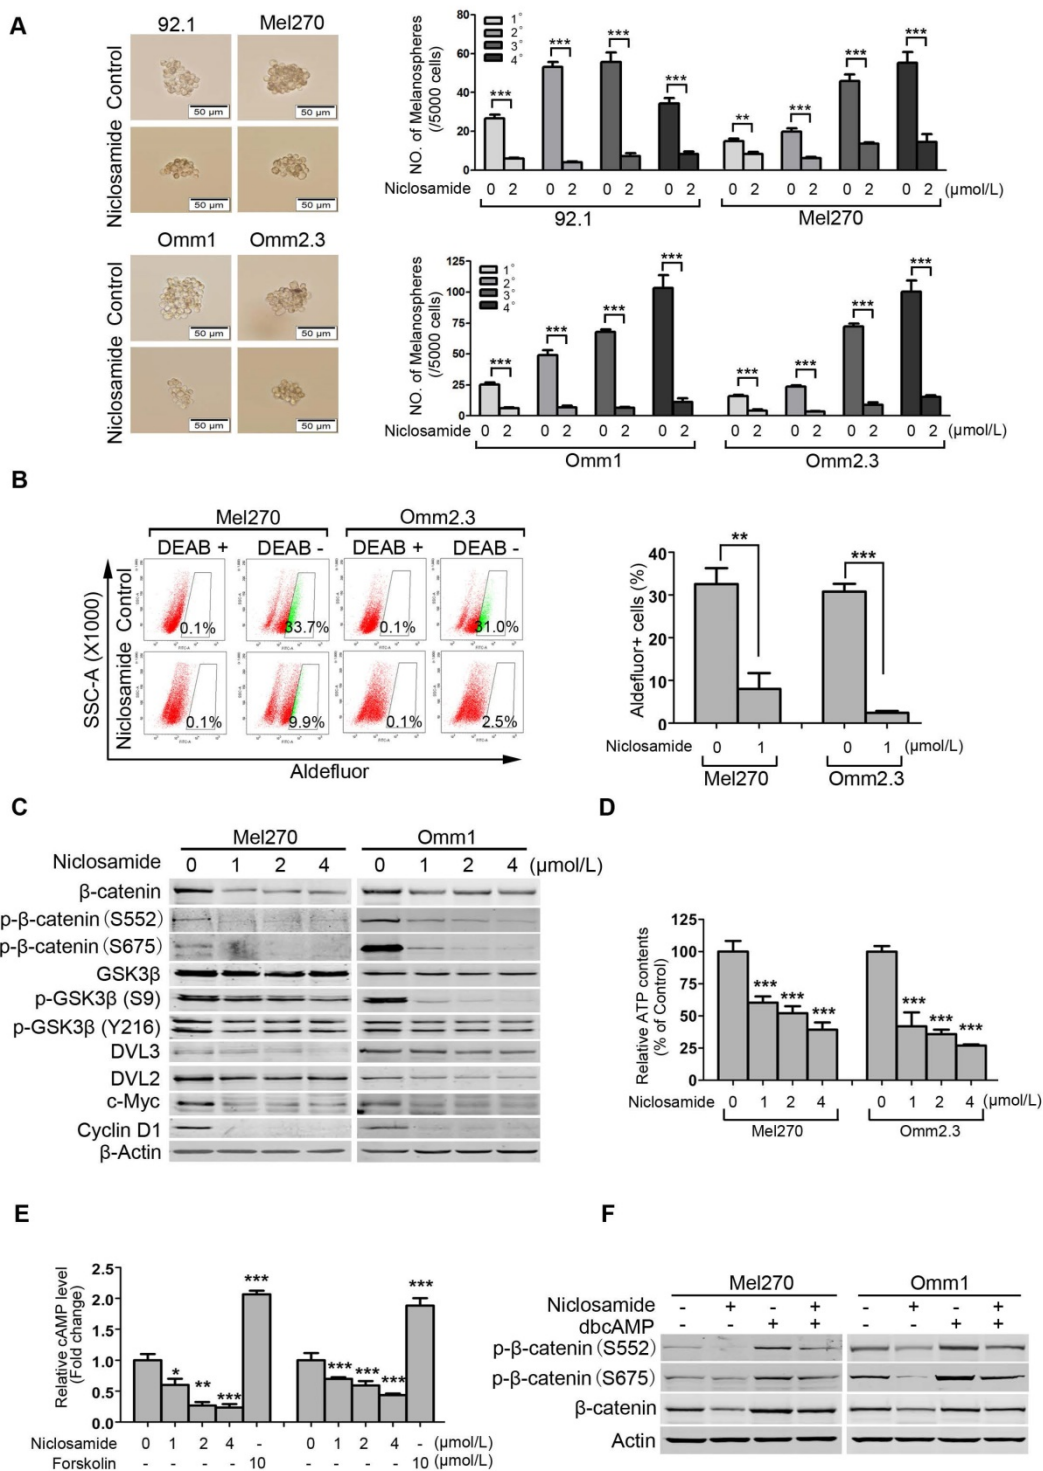 A
92.1 Mel270
Control
50 µm 50 µm
Niclosamide
50 µm 50 µm
Omm1 Omm2.3
Control
50 µm 50 µm
Niclosamide
50 µm 50 µm
NO. of Melanospheres
(/5000 cells)
80
60
40
20
0
1°
2°
3°
4°
*** *** *** *** ** *** *** ***
Niclosamide 0 2 0 2 0 2 0 2 0 2 0 2 0 2 0 2 (µmol/L)
92.1 Mel270
NO. of Melanospheres
(/5000 cells)
125
100
75
50
25
0
1°
2°
3°
4°
*** *** *** *** *** *** *** ***
Niclosamide 0 2 0 2 0 2 0 2 0 2 0 2 0 2 0 2 (µmol/L)
Omm1 Omm2.3
B
Mel270 Omm2.3
DEAB + DEAB - DEAB + DEAB -
SSC-A (X1000)
Control
0.1% 33.7% 0.1% 31.0%
Niclosamide
0.1% 9.9% 0.1% 2.5%
Aldefluor
Aldefluor+ cells (%)
40
30
20
10
0
** ***
Niclosamide 0 1 0 1 (µmol/L)
Mel270 Omm2.3
C
Mel270 Omm1
Niclosamide 0 1 2 4 0 1 2 4 (µmol/L)
β-catenin
p-β-catenin (S552)
p-β-catenin (S675)
GSK3β
p-GSK3β (S9)
p-GSK3β (Y216)
DVL3
DVL2
c-Myc
Cyclin D1
β-Actin
D
Relative ATP contents
(% of Control)
125
100
75
50
25
0
*** *** *** *** *** ***
Niclosamide 0 1 2 4 0 1 2 4 (µmol/L)
Mel270 Omm2.3
E
Relative cAMP level
(Fold change)
2.5
2.0
1.5
1.0
0.5
0.0
* ** *** *** *** *** *** ***
Niclosamide 0 1 2 4 - 0 1 2 4 - (µmol/L)
Forskolin - - - - 10 - - - - 10 (µmol/L)
F
Mel270 Omm1
Niclosamide - + - + - + - +
dbcAMP - - + + - - + +
p-β-catenin (S552)
p-β-catenin (S675)
β-catenin
Actin